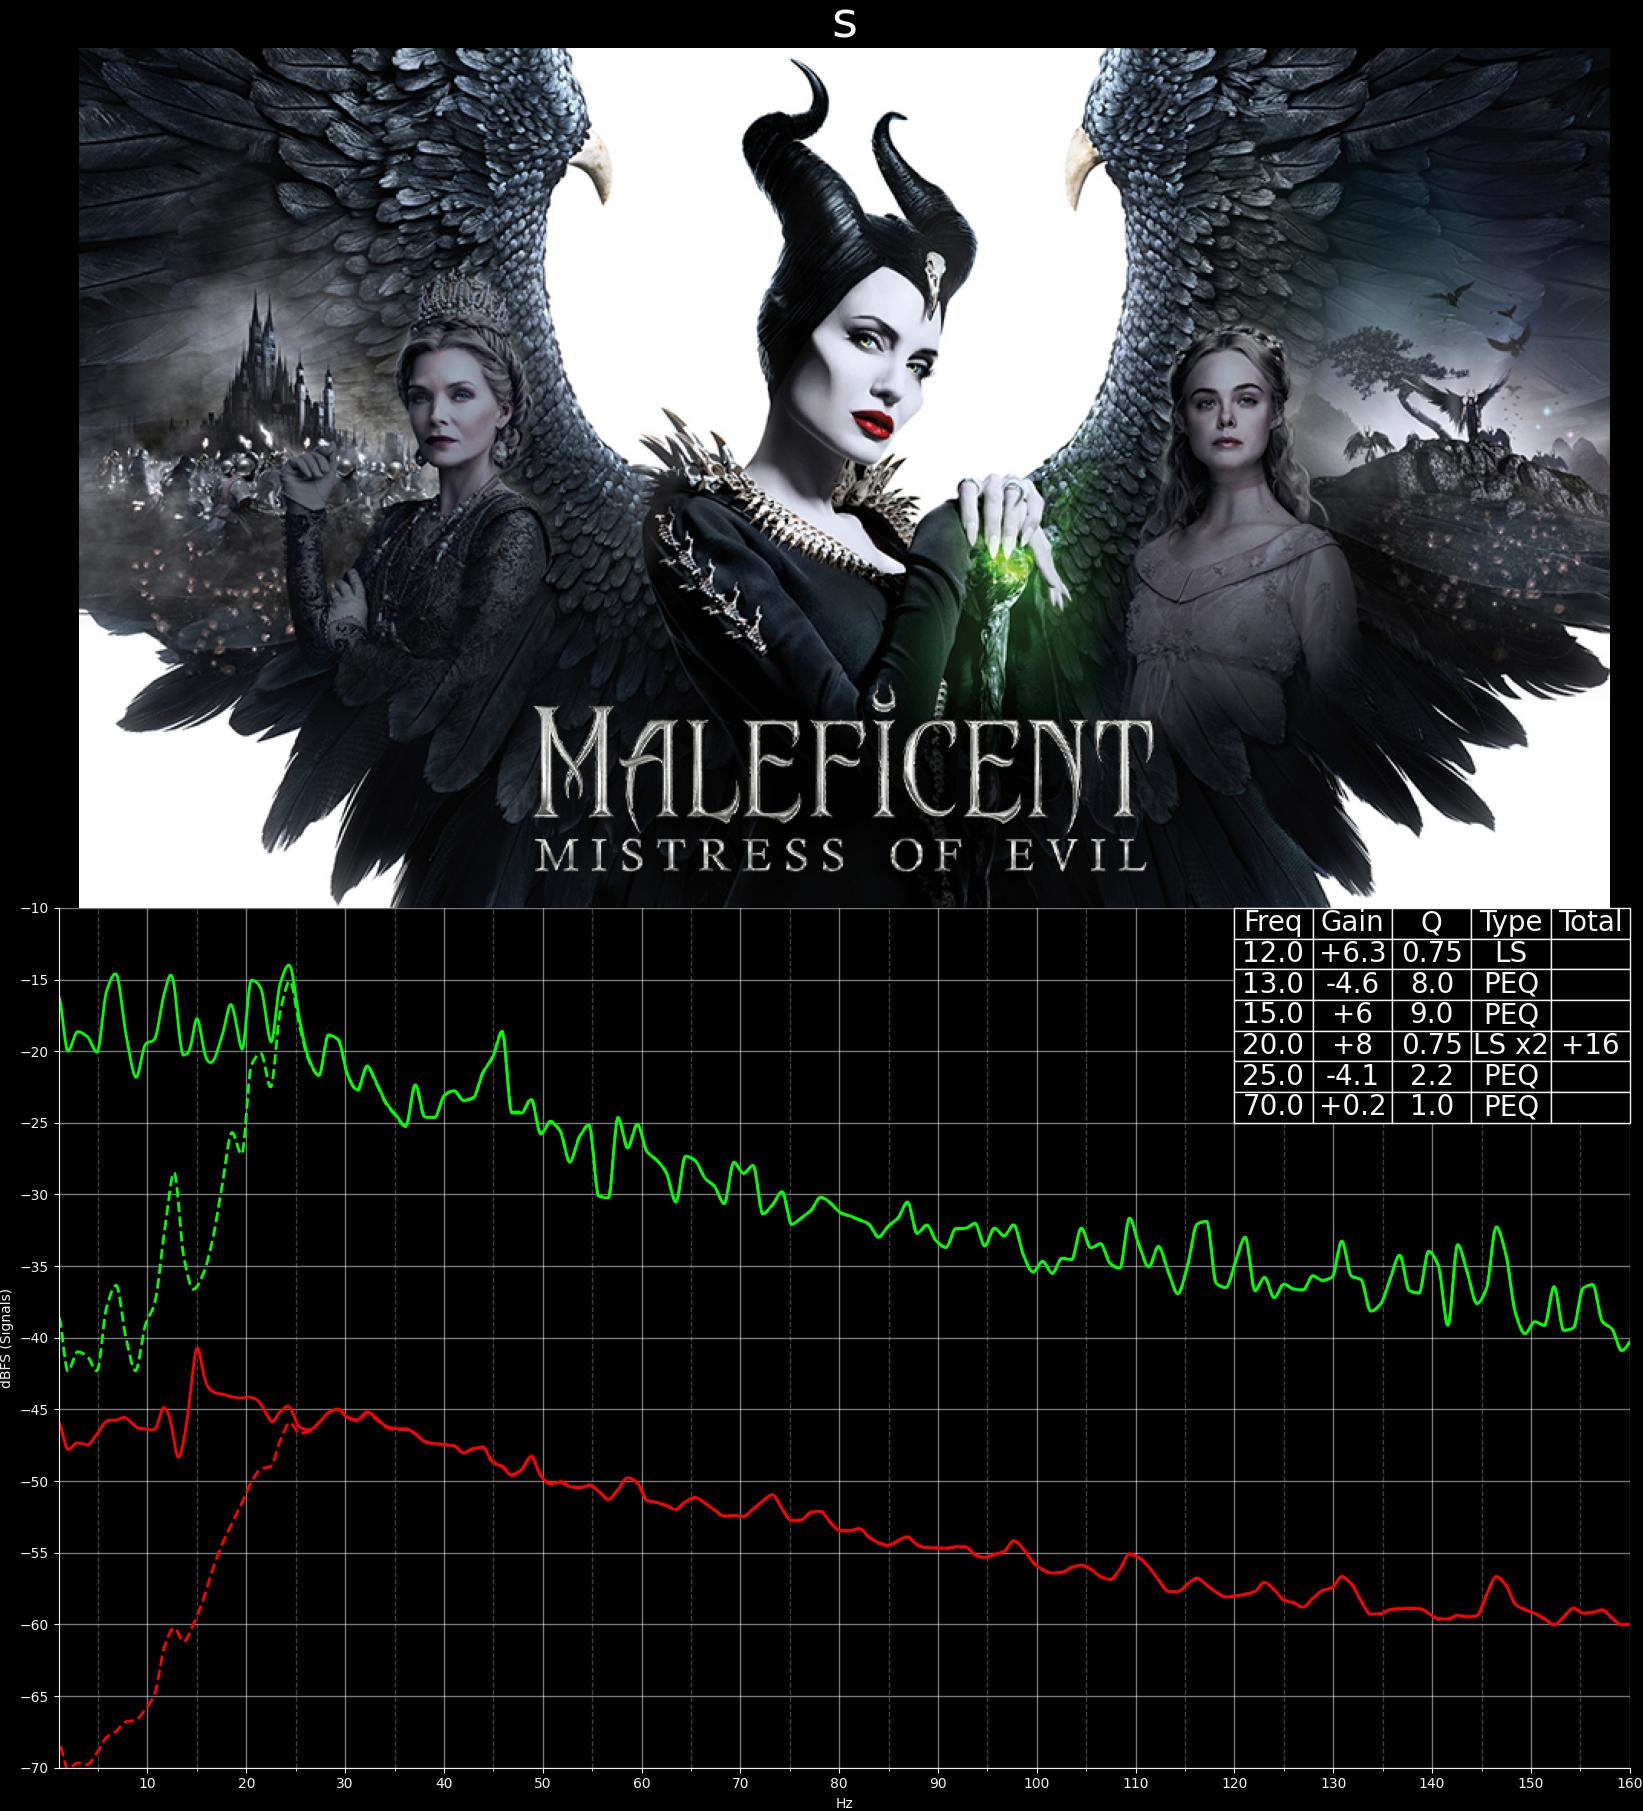 S
MALEFICENT
MISTRESS OF EVIL
Freq Gain Q Type Total
12.0 +6.3 0.75 LS
13.0 -4.6 8.0 PEQ
15.0 +6 9.0 PEQ
20.0 +8 0.75 LS x2 +16
25.0 -4.1 2.2 PEQ
70.0 +0.2 1.0 PEQ
−10
−15
−20
−25
−30
−35
−40
−45
−50
−55
−60
−65
−70
dBFS (Signals)
10 20 30 40 50 60 70 80 90 100 110 120 130 140 150 160
Hz